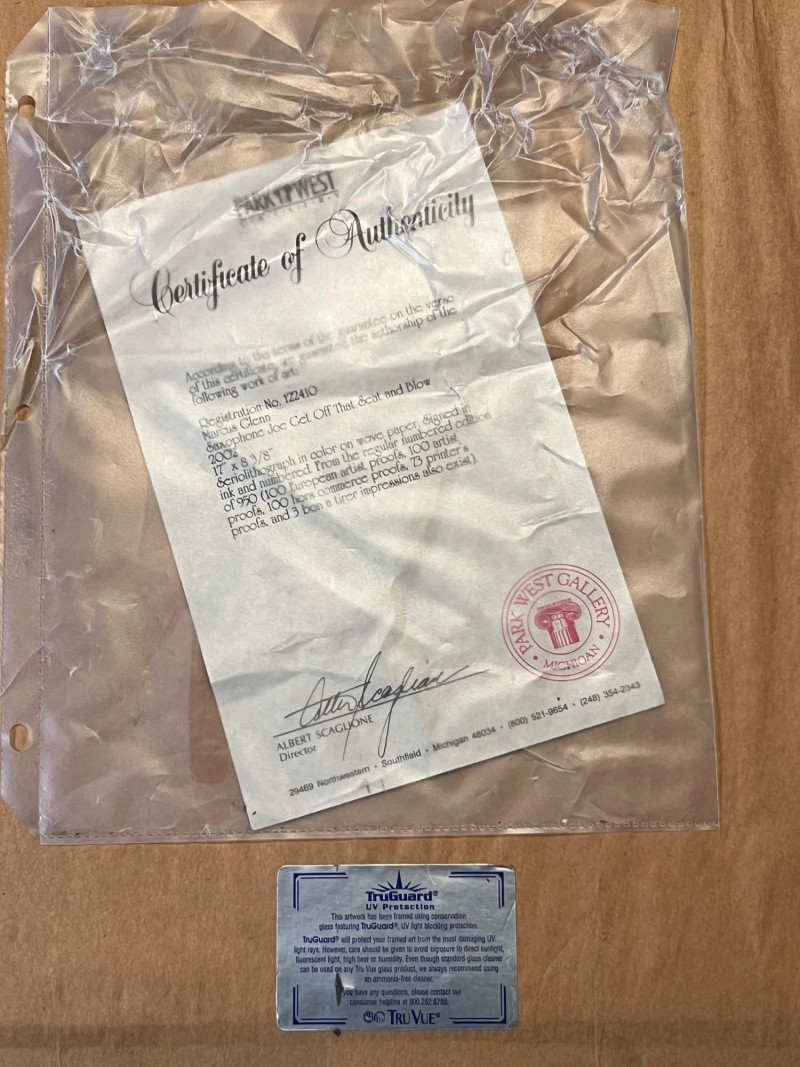 PARK WEST
GALLERY
Certificate of Authenticity
According to the terms of the guarantee on the verso
of this certificate, we guarantee the authorship of the
following work of art:
Registration No. 122410
Marcus Glenn
Saxophone Joe Get Off That Seat and Blow
2002
17" x 8 3/8"
Seriolithograph in color on wove paper. Signed in
ink and numbered. From the regular numbered edition
of 950 (100 European artist proofs, 100 artist
proofs, 100 hors commerce proofs, 73 printer's
proofs, and 3 bon a tirer impressions also exist).
PARK WEST GALLERY
• MICHIGAN •
ALBERT SCAGLIONE
Director
29469 Northwestern • Southfield • Michigan 48034 • (800) 521-9654 • (248) 354-2343
TruGuard®
UV Protection
This artwork has been framed using conservation
glass featuring TruGuard®, UV light blocking protection.
TruGuard® will protect your framed art from the most damaging UV
light rays. However, care should be given to avoid exposure to direct sunlight,
fluorescent light, high heat or humidity. Even though standard glass cleaner
can be used on any Tru Vue glass product, we always recommend using
an ammonia-free cleaner.
you have any questions, please contact our
consumer helpline at 800.282.8788.
TRU VUE®